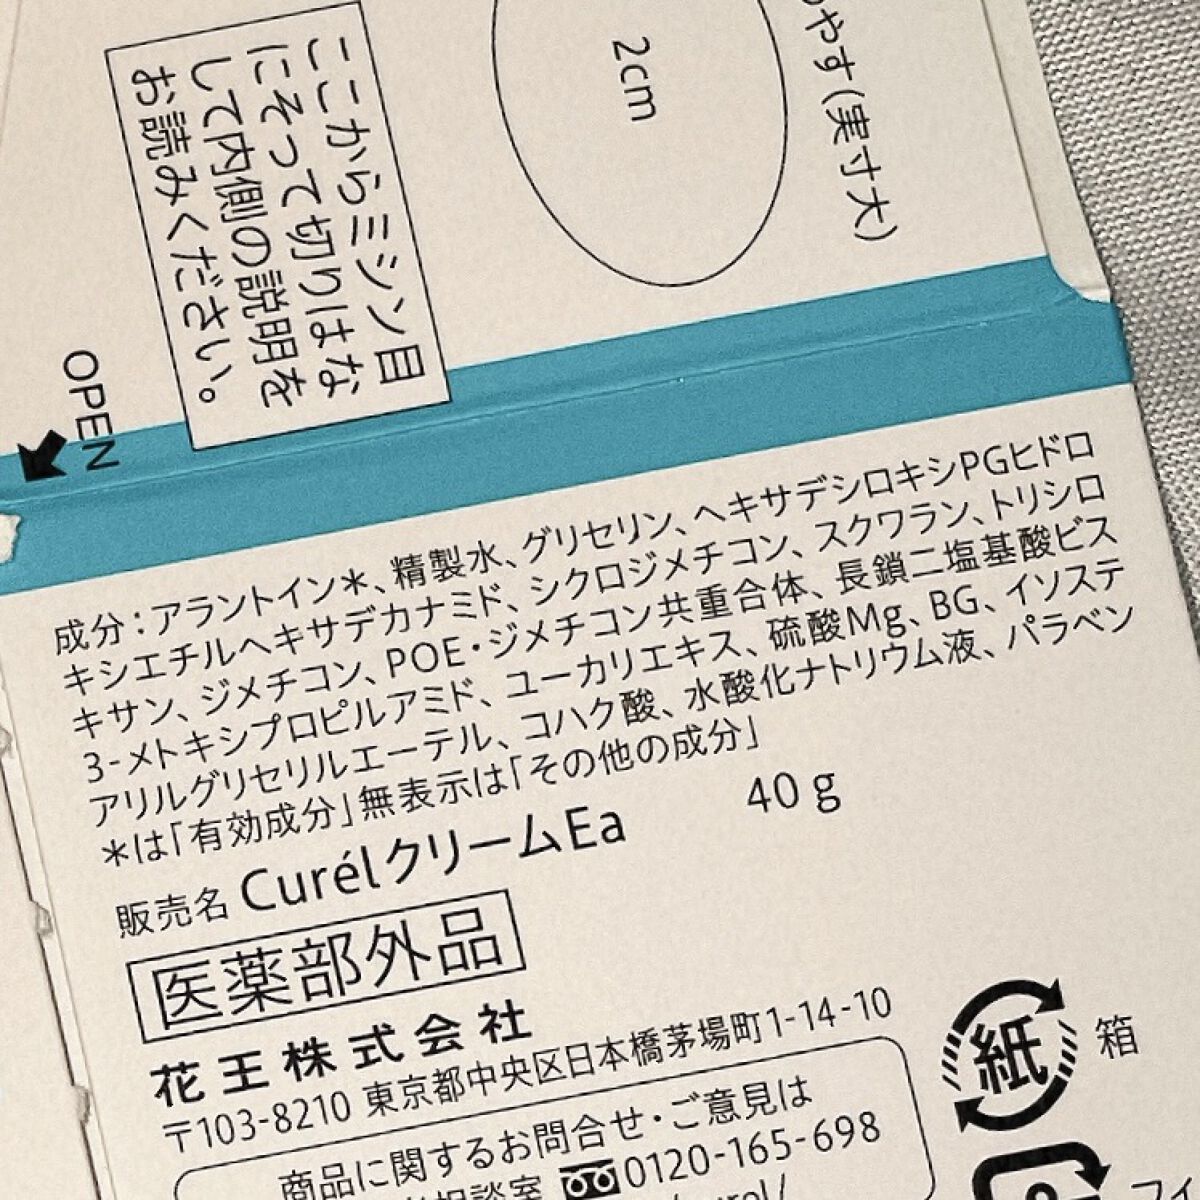 ここからミシン目
にそって切りはな
して内側の説明を
お読みください。
2cm
やす(実寸大)
OPEN
成分:アラントイン*、精製水、グリセリン、ヘキサデシロキシPGヒドロ
キシエチルヘキサデカナミド、シクロジメチコン、スクワラン、トリシロ
キサン、ジメチコン、POE・ジメチコン共重合体、長鎖二塩基酸ビス
3-メトキシプロピルアミド、ユーカリエキス、硫酸Mg、BG、イソステ
アリルグリセリルエーテル、コハク酸、水酸化ナトリウム液、パラベン
*は「有効成分」無表示は「その他の成分」
販売名 CurélクリームEa 40g
医薬部外品
花王株式会社
〒103-8210 東京都中央区日本橋茅場町1-14-10
商品に関するお問合せ・ご意見は
相談室 0120-165-698
紙 箱
フィ